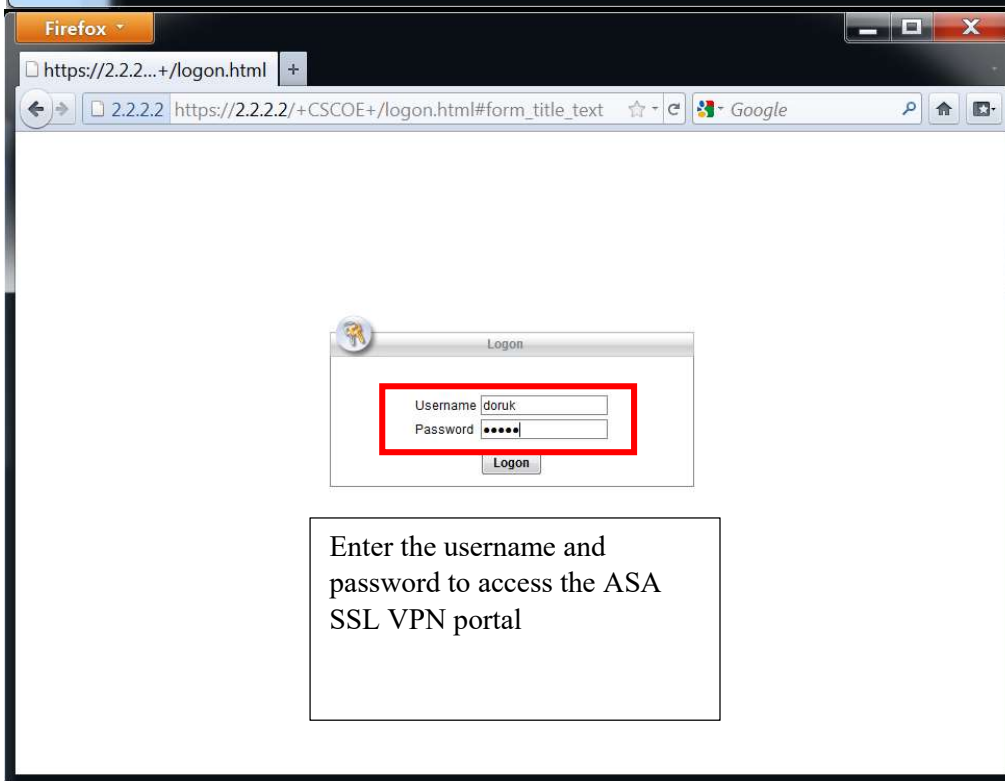 Firefox
https://2.2.2...+/logon.html +
2.2.2.2 https://2.2.2.2/+CSCOE+/logon.html#form_title_text Google
Logon
Username doruk
Password •••••
Logon
Enter the username and
password to access the ASA
SSL VPN portal